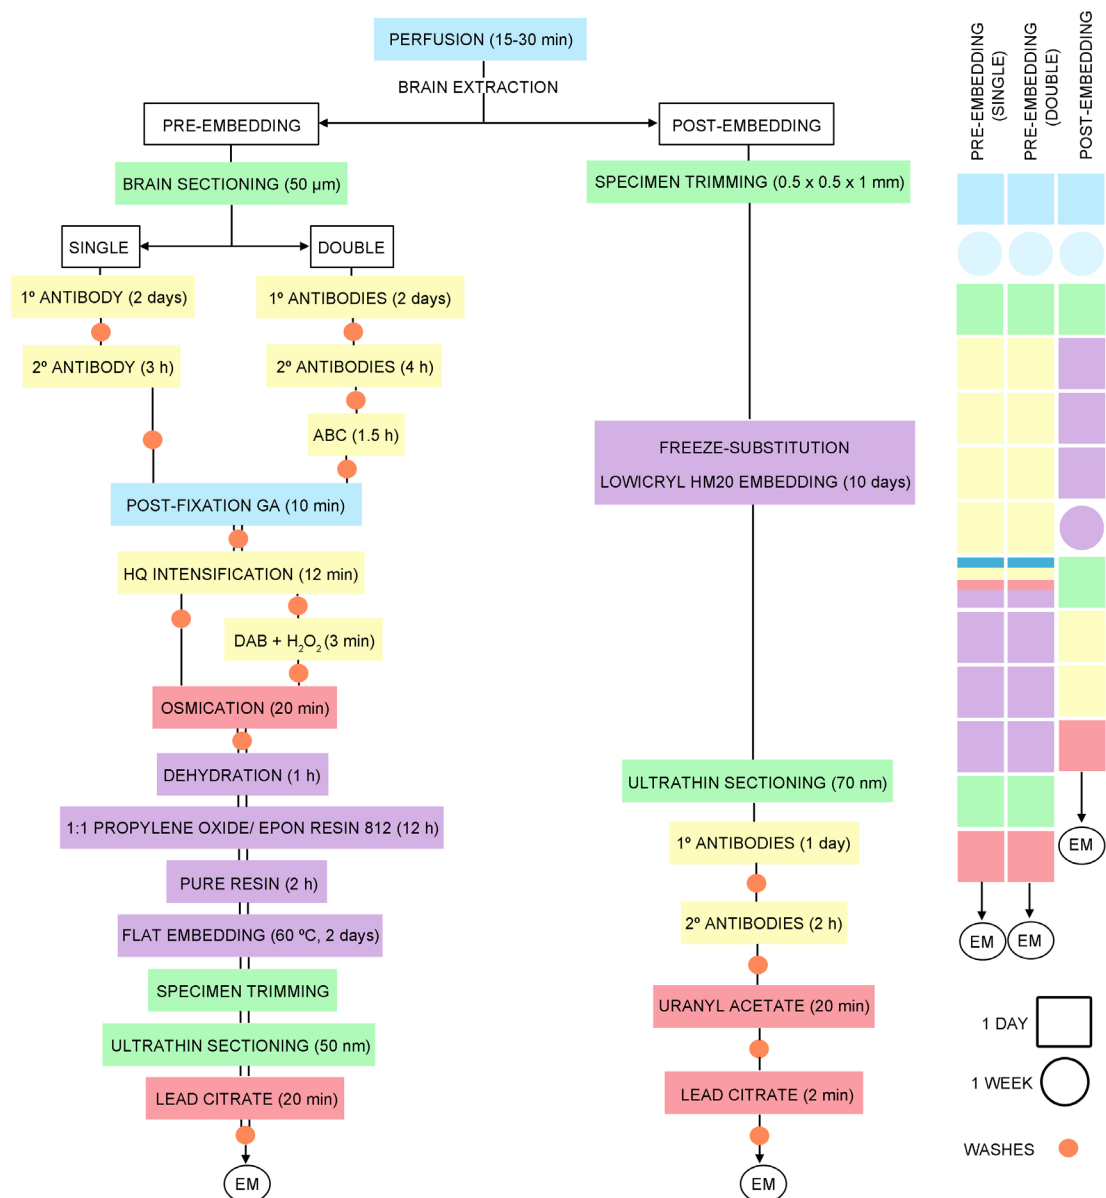 PERFUSION (15-30 min)
BRAIN EXTRACTION
PRE-EMBEDDING
POST-EMBEDDING
BRAIN SECTIONING (50 µm)
SPECIMEN TRIMMING (0.5 x 0.5 x 1 mm)
SINGLE
DOUBLE
1º ANTIBODY (2 days)
1º ANTIBODIES (2 days)
2º ANTIBODY (3 h)
2º ANTIBODIES (4 h)
ABC (1.5 h)
FREEZE-SUBSTITUTION
LOWICRYL HM20 EMBEDDING (10 days)
POST-FIXATION GA (10 min)
HQ INTENSIFICATION (12 min)
DAB + H₂O₂ (3 min)
OSMICATION (20 min)
DEHYDRATION (1 h)
1:1 PROPYLENE OXIDE/ EPON RESIN 812 (12 h)
PURE RESIN (2 h)
FLAT EMBEDDING (60 ºC, 2 days)
SPECIMEN TRIMMING
ULTRATHIN SECTIONING (50 nm)
LEAD CITRATE (20 min)
EM
ULTRATHIN SECTIONING (70 nm)
1º ANTIBODIES (1 day)
2º ANTIBODIES (2 h)
URANYL ACETATE (20 min)
LEAD CITRATE (2 min)
EM
PRE-EMBEDDING
(SINGLE)
PRE-EMBEDDING
(DOUBLE)
POST-EMBEDDING
EM
EM
EM
1 DAY
1 WEEK
WASHES